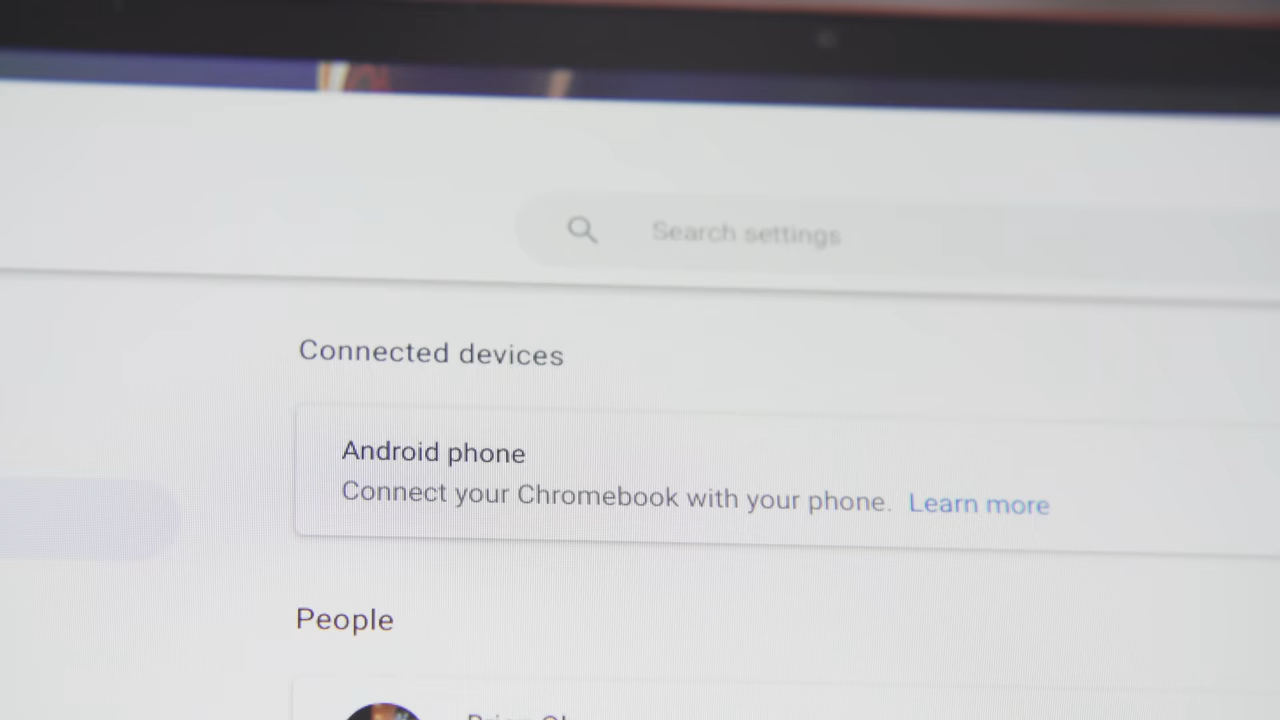 Search settings
Connected devices
Android phone
Connect your Chromebook with your phone. Learn more
People